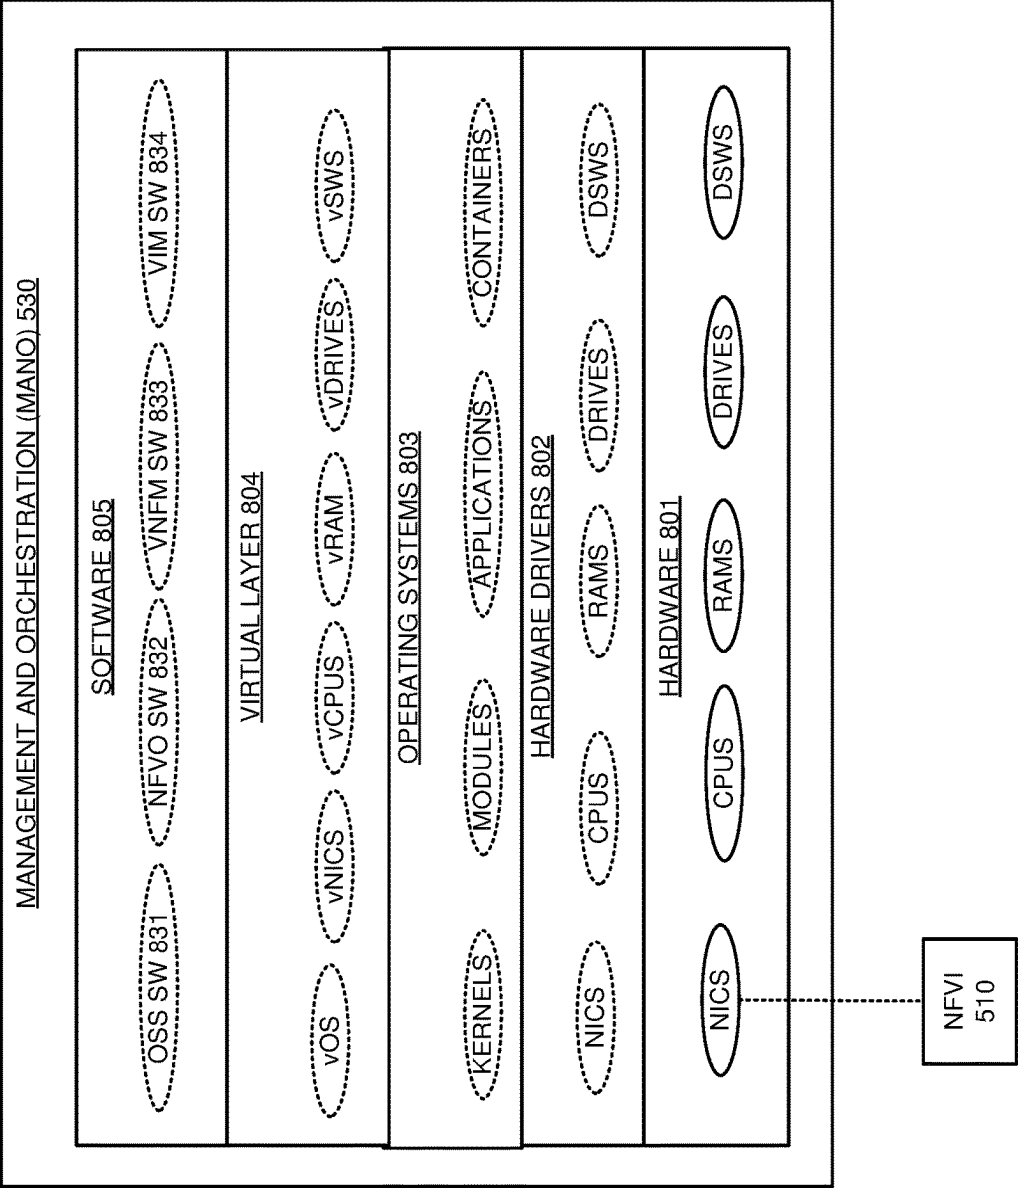 MANAGEMENT AND ORCHESTRATION (MANO) 530
SOFTWARE 805
OSS SW 831
NFVO SW 832
VNFM SW 833
VIM SW 834
VIRTUAL LAYER 804
vOS
vNICS
vCPUS
vRAM
vDRIVES
vSWS
OPERATING SYSTEMS 803
KERNELS
MODULES
APPLICATIONS
CONTAINERS
HARDWARE DRIVERS 802
NICS
CPUS
RAMS
DRIVES
DSWS
HARDWARE 801
NICS
CPUS
RAMS
DRIVES
DSWS
NFVI
510